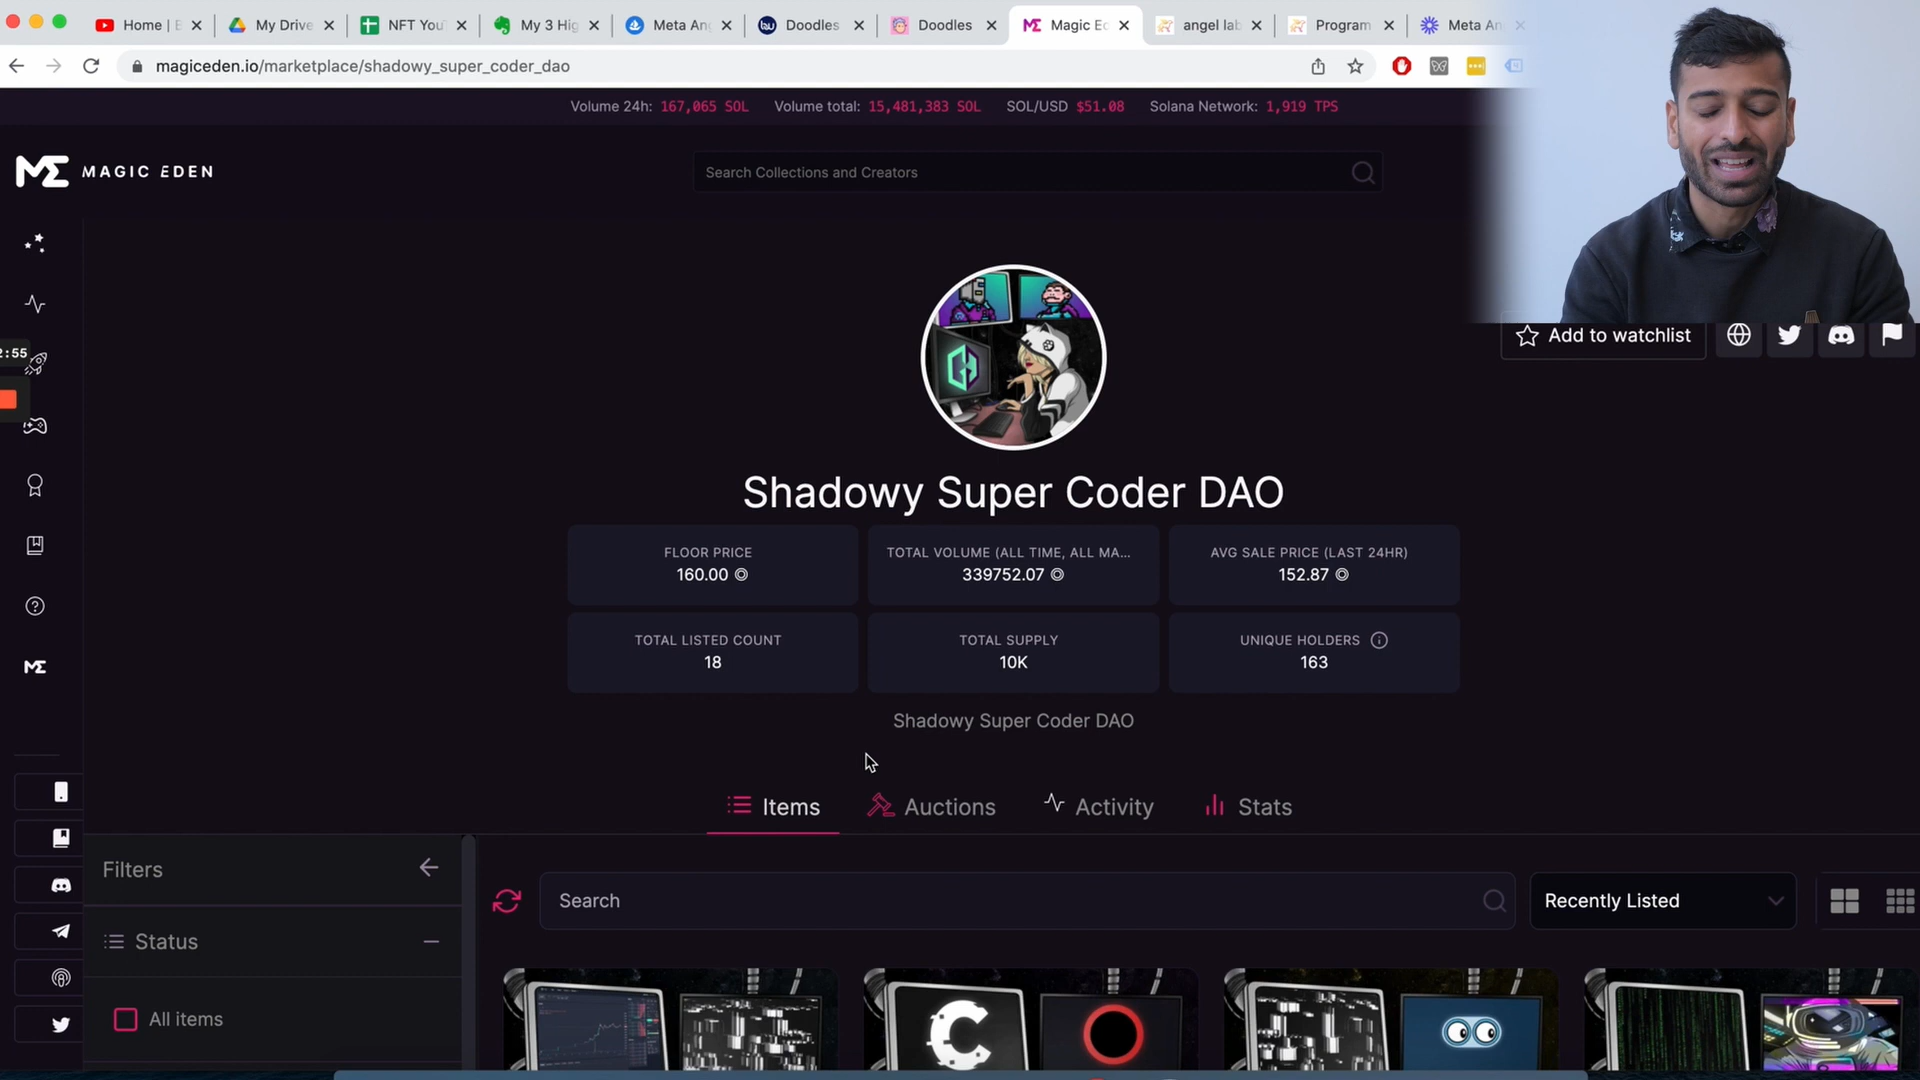 Home | E
My Drive
NFT You
My 3 Hig
Meta An
Doodles
Doodles
Magic Ed
angel lab
Program
Meta An
magiceden.io/marketplace/shadowy_super_coder_dao
Volume 24h: 167,065 SOL Volume total: 15,481,383 SOL SOL/USD $51.08 Solana Network: 1,919 TPS
MAGIC EDEN
Search Collections and Creators
2:55
Add to watchlist
Shadowy Super Coder DAO
FLOOR PRICE
160.00
TOTAL VOLUME (ALL TIME, ALL MA...
339752.07
AVG SALE PRICE (LAST 24HR)
152.87
TOTAL LISTED COUNT
18
TOTAL SUPPLY
10K
UNIQUE HOLDERS
163
Shadowy Super Coder DAO
Items
Auctions
Activity
Stats
Filters
Search
Recently Listed
Status
All items